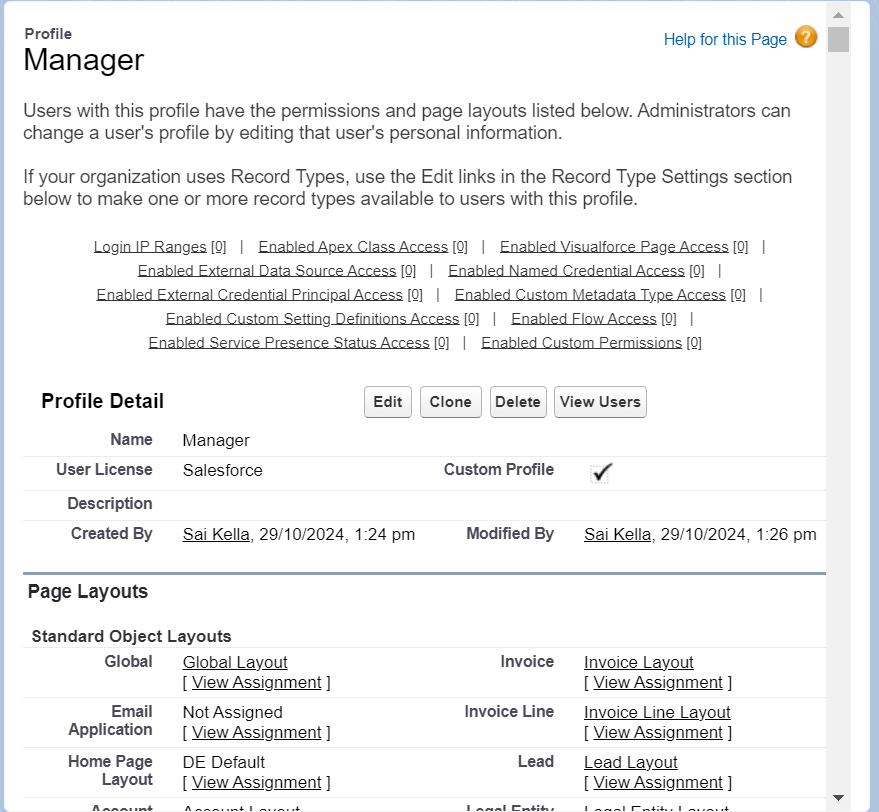 Profile
Manager
Help for this Page ?
Users with this profile have the permissions and page layouts listed below. Administrators can
change a user's profile by editing that user's personal information.
If your organization uses Record Types, use the Edit links in the Record Type Settings section
below to make one or more record types available to users with this profile.
Login IP Ranges [0] | Enabled Apex Class Access [0] | Enabled Visualforce Page Access [0] |
Enabled External Data Source Access [0] | Enabled Named Credential Access [0] |
Enabled External Credential Principal Access [0] | Enabled Custom Metadata Type Access [0] |
Enabled Custom Setting Definitions Access [0] | Enabled Flow Access [0] |
Enabled Service Presence Status Access [0] | Enabled Custom Permissions [0]
Profile Detail Edit Clone Delete View Users
Name Manager
User License Salesforce Custom Profile
Description
Created By Sai Kella, 29/10/2024, 1:24 pm Modified By Sai Kella, 29/10/2024, 1:26 pm
Page Layouts
Standard Object Layouts
Global Global Layout Invoice Invoice Layout
[ View Assignment ] [ View Assignment ]
Email Not Assigned Invoice Line Invoice Line Layout
Application [ View Assignment ] [ View Assignment ]
Home Page DE Default Lead Lead Layout
Layout [ View Assignment ] [ View Assignment ]
Account Account Layout Legal Entity Legal Entity Layout